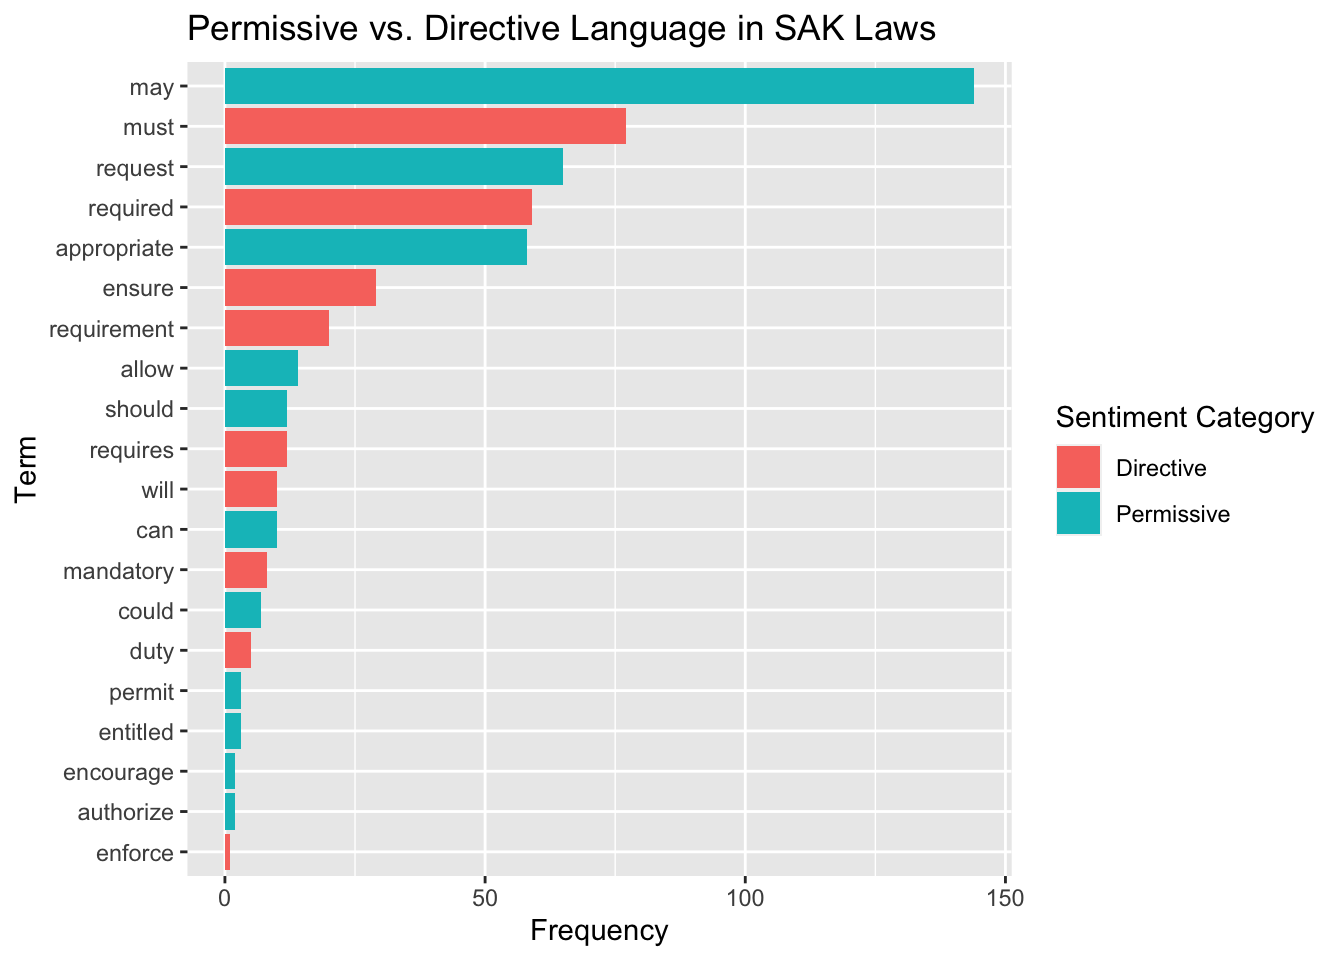 Permissive vs. Directive Language in SAK Laws
may
must
request
required
appropriate
ensure
requirement
allow
should
requires
will
can
mandatory
could
duty
permit
entitled
encourage
authorize
enforce
Term
0 50 100 150
Frequency
Sentiment Category
Directive
Permissive